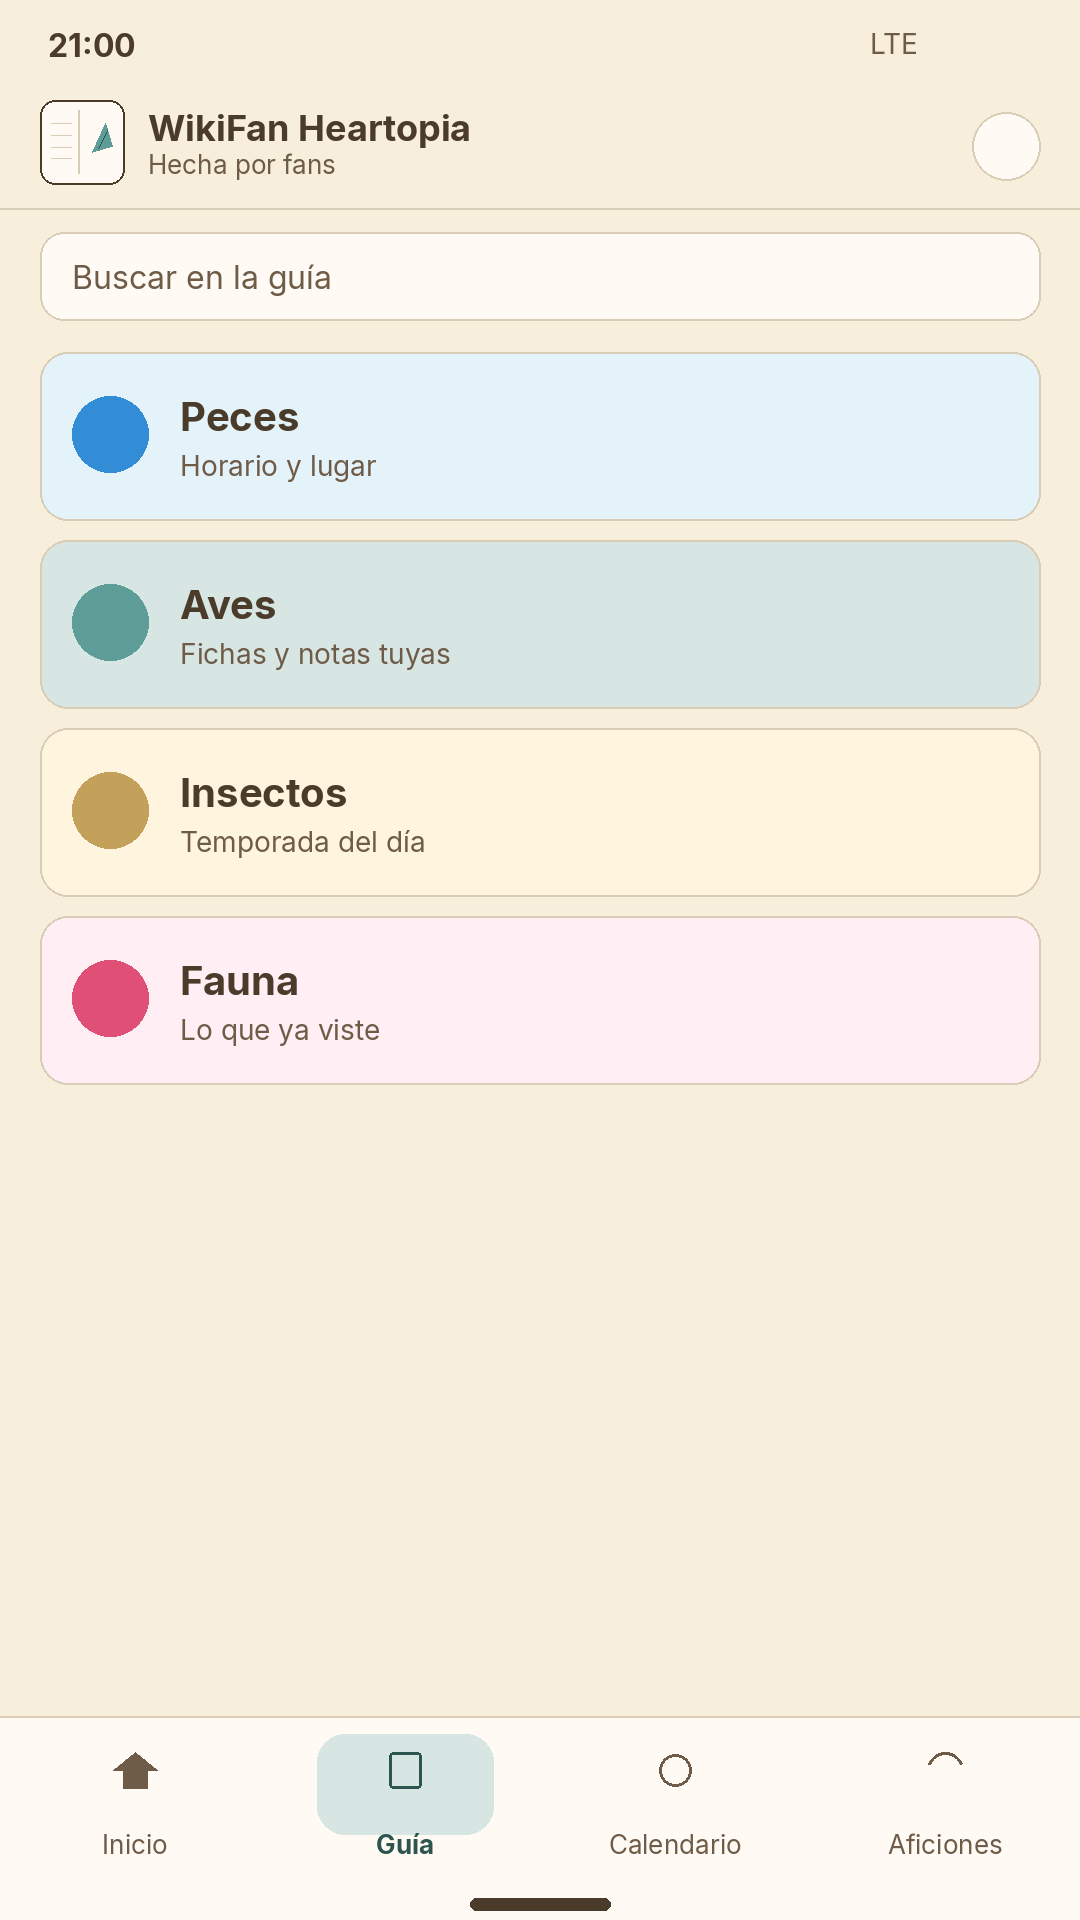 21:00
LTE
WikiFan Heartopia
Hecha por fans
Buscar en la guía
Peces
Horario y lugar
Aves
Fichas y notas tuyas
Insectos
Temporada del día
Fauna
Lo que ya viste
Inicio
Guía
Calendario
Aficiones